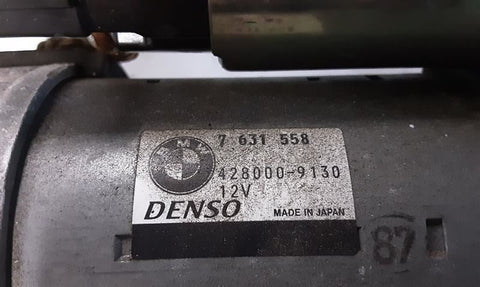 BMW
7 631 558
428000-9130
12V
DENSO MADE IN JAPAN
87